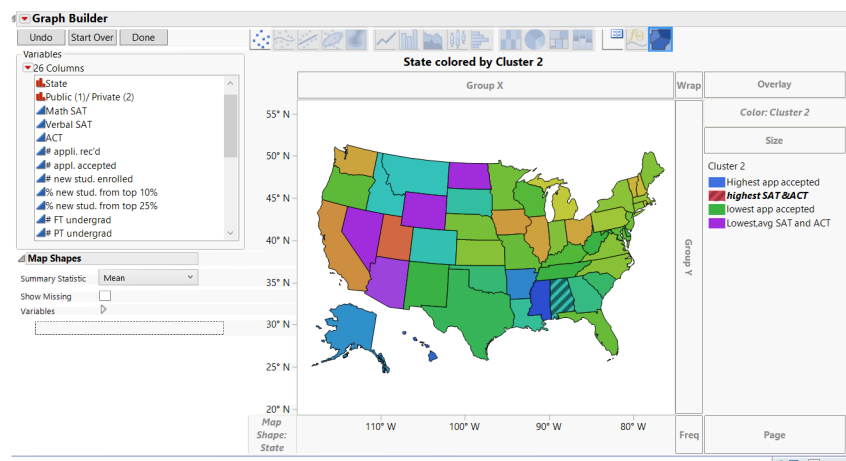 Graph Builder
Undo Start Over Done
Variables
26 Columns
State
Public (1)/ Private (2)
Math SAT
Verbal SAT
ACT
# appli. rec'd
# appl. accepted
# new stud. enrolled
% new stud. from top 10%
% new stud. from top 25%
# FT undergrad
# PT undergrad
Map Shapes
Summary Statistic Mean
Show Missing
Variables
State colored by Cluster 2
Group X
Wrap
Overlay
Color: Cluster 2
Size
Cluster 2
Highest app accepted
highest SAT &ACT
lowest app accepted
Lowest,avg SAT and ACT
Group Y
55° N
50° N
45° N
40° N
35° N
30° N
25° N
20° N
110° W 100° W 90° W 80° W
Map
Shape:
State
Freq
Page